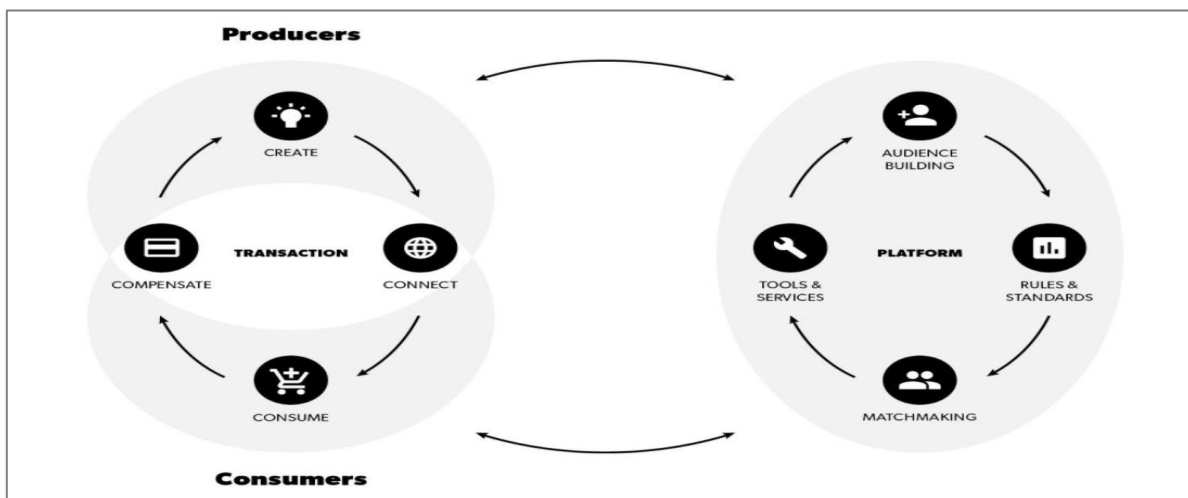 Producers
CREATE
COMPENSATE
TRANSACTION
CONNECT
CONSUME
Consumers
AUDIENCE
BUILDING
TOOLS &
SERVICES
PLATFORM
RULES &
STANDARDS
MATCHMAKING